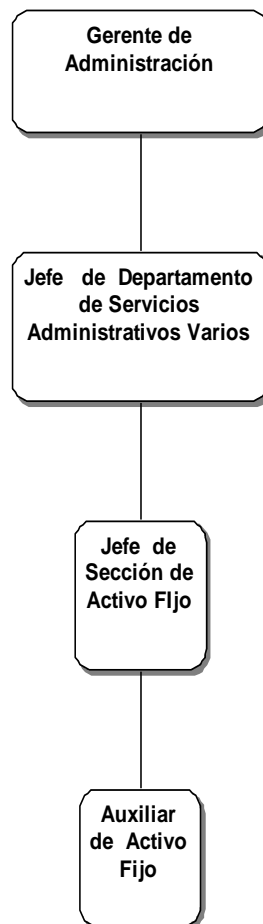 Gerente de
Administración
Jefe de Departamento
de Servicios
Administrativos Varios
Jefe de
Sección de
Activo FIjo
Auxiliar
de Activo
Fijo